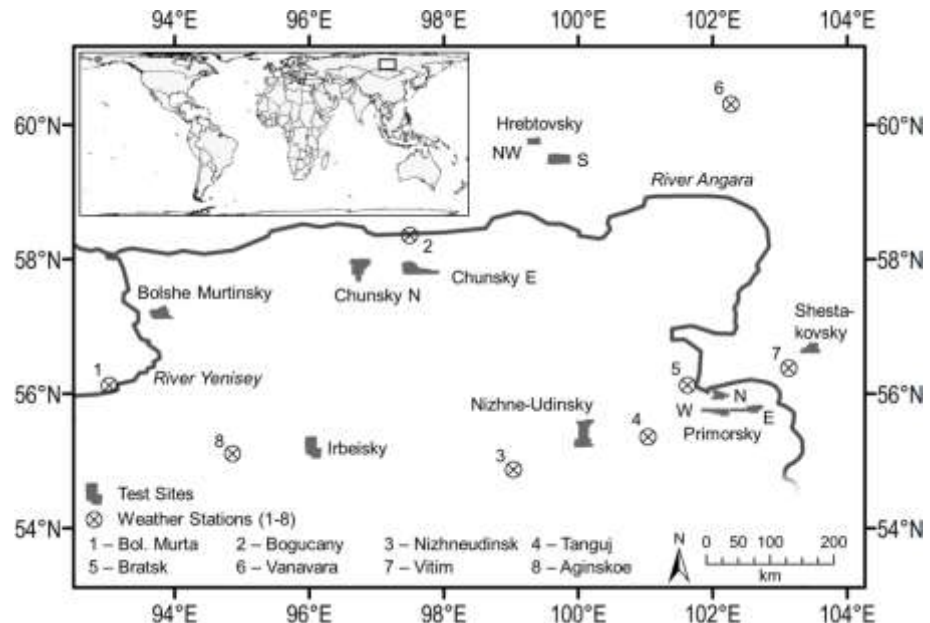 94°E 96°E 98°E 100°E 102°E 104°E
6
60°N 60°N
Hrebtovsky
NW
S
River Angara
2
58°N 58°N
Chunsky E
Bolshe Murtinsky
Chunsky N
Shesta-
kovsky
7
1
River Yenisey
5
56°N 56°N
N
Nizhne-Udinsky
W E
4
Primorsky
8
Irbeisky
3
Test Sites
Weather Stations (1-8)
54°N 54°N
1 – Bol. Murta 2 – Bogucany 3 – Nizhneudinsk 4 – Tanguj
5 – Bratsk 6 – Vanavara 7 – Vitim 8 – Aginskoe
N
0 50 100 200
km
94°E 96°E 98°E 100°E 102°E 104°E